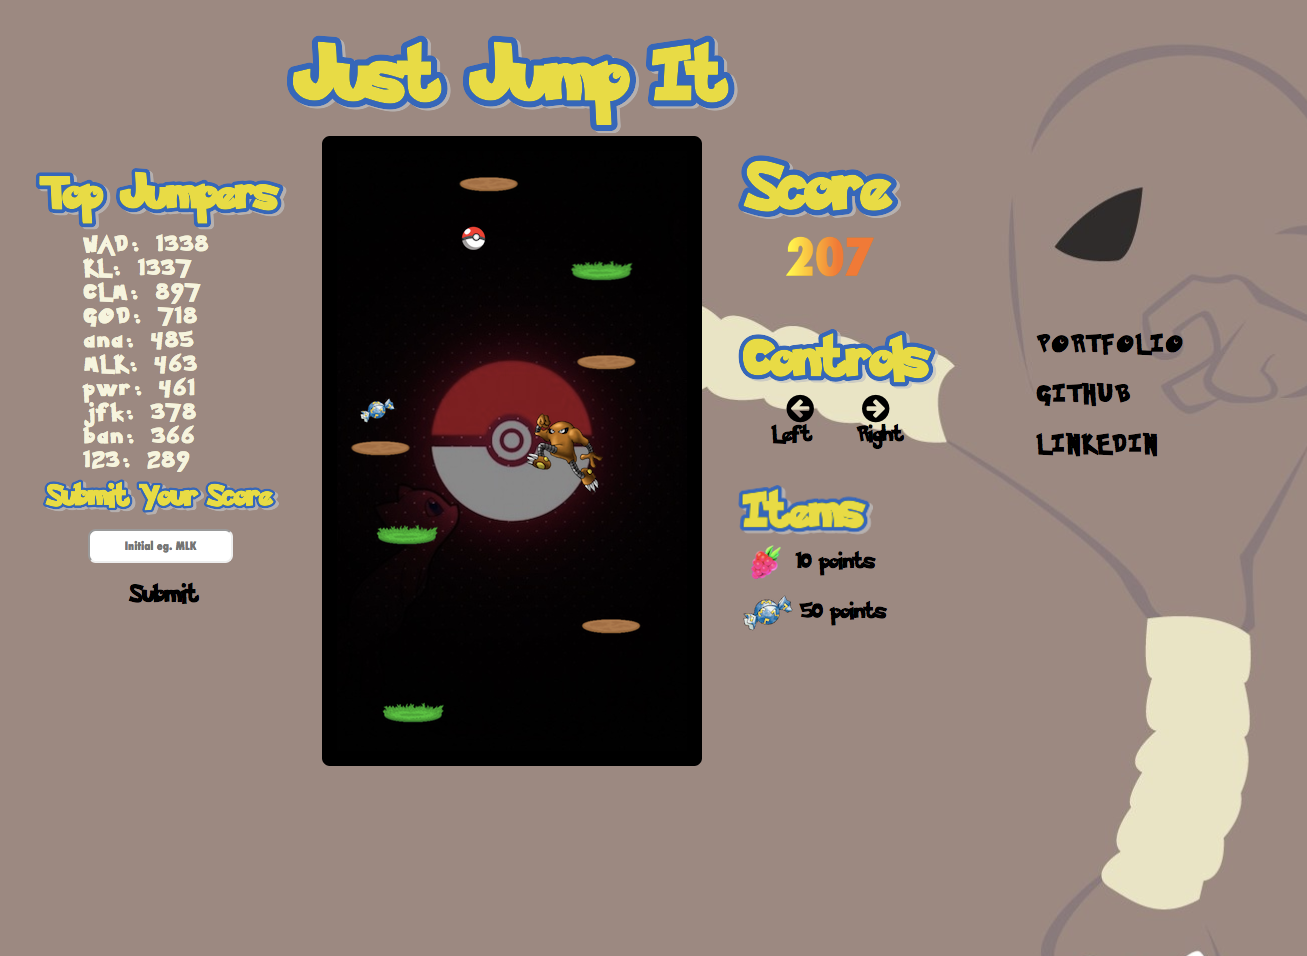 Just Jump It
Top Jumpers
WAD: 1338
KL: 1337
CLM: 897
GOD: 718
ana: 485
MLK: 463
pwr: 461
jfk: 378
ban: 366
123: 289
Submit Your Score
Initial eg. MLK
Submit
Score
207
Controls
Left
Right
Items
10 points
50 points
PORTFOLIO
GITHUB
LINKEDIN